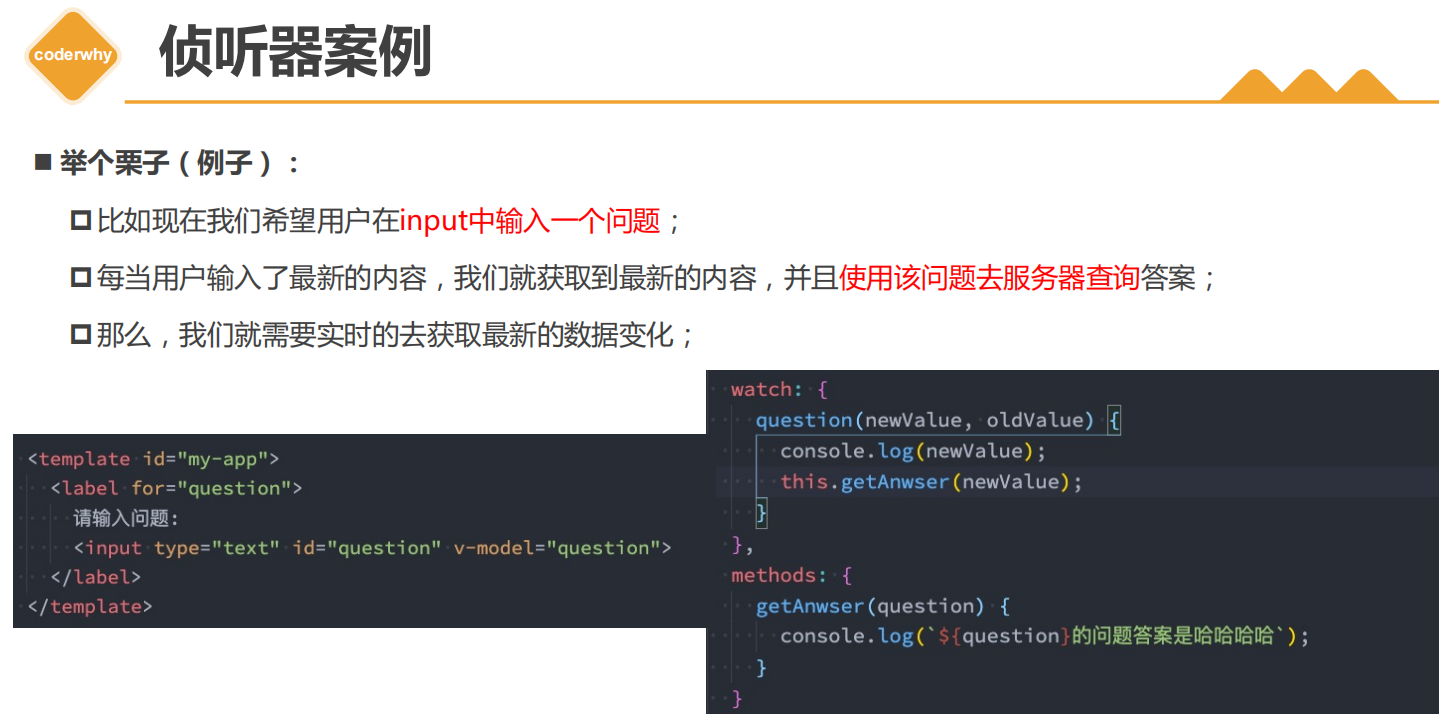 coderwhy
侦听器案例
举个栗子（例子）：
比如现在我们希望用户在input中输入一个问题；
每当用户输入了最新的内容，我们就获取到最新的内容，并且使用该问题去服务器查询答案；
那么，我们就需要实时的去获取最新的数据变化；
<template id="my-app">
<label for="question">
请输入问题:
<input type="text" id="question" v-model="question">
</label>
</template>
watch: {
question(newValue, oldValue) {
console.log(newValue);
this.getAnwser(newValue);
}
},
methods: {
getAnwser(question) {
console.log(`${question}的问题答案是哈哈哈哈`);
}
}